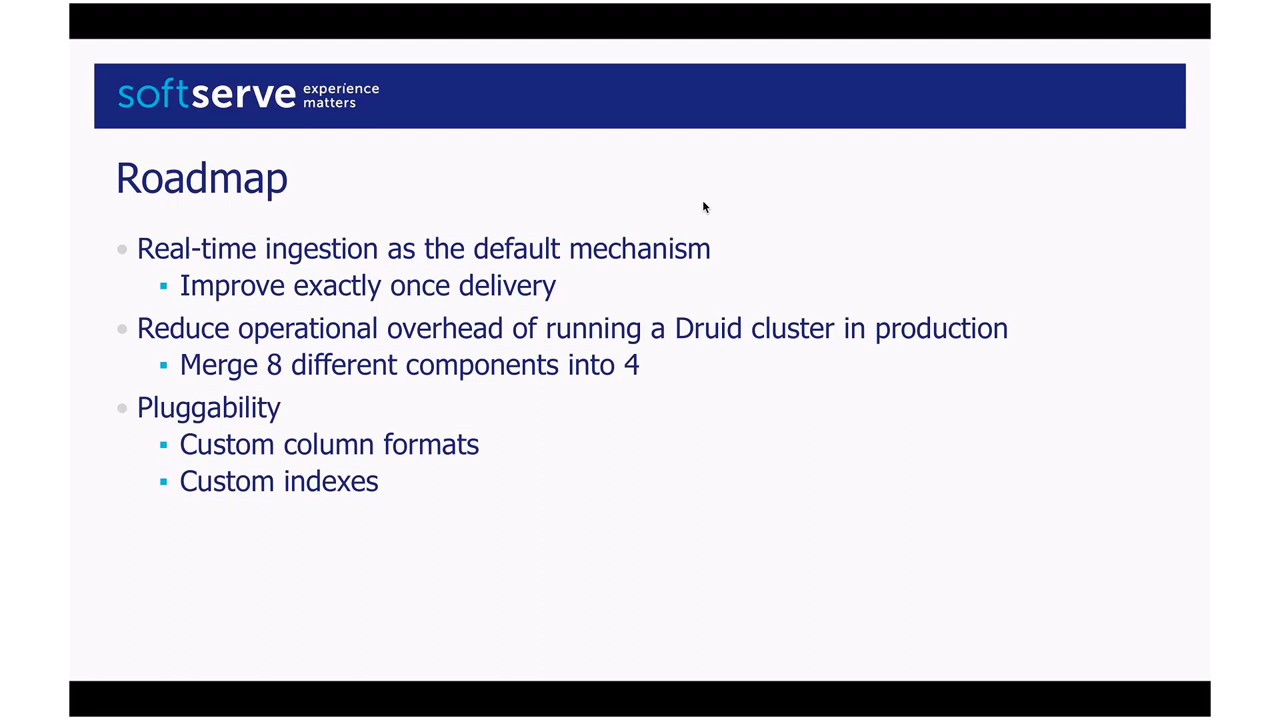 softserve experience matters
Roadmap
Real-time ingestion as the default mechanism
Improve exactly once delivery
Reduce operational overhead of running a Druid cluster in production
Merge 8 different components into 4
Pluggability
Custom column formats
Custom indexes